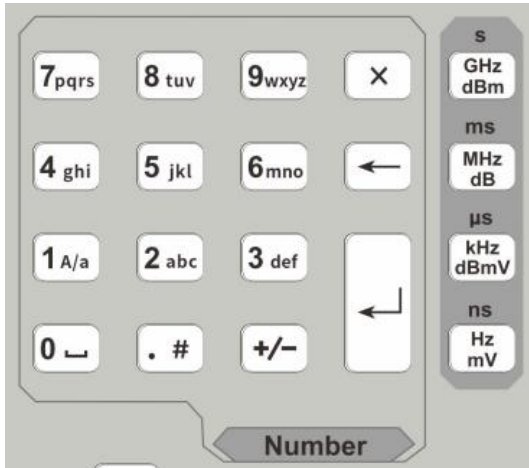 s
7pqrs 8 tuv 9wxyz × GHz
dBm
ms
4 ghi 5 jkl 6mno ← MHz
dB
µs
1 A/a 2 abc 3 def kHz
dBmV
ns
0 ⎵ . # +/− ↵ Hz
mV
Number